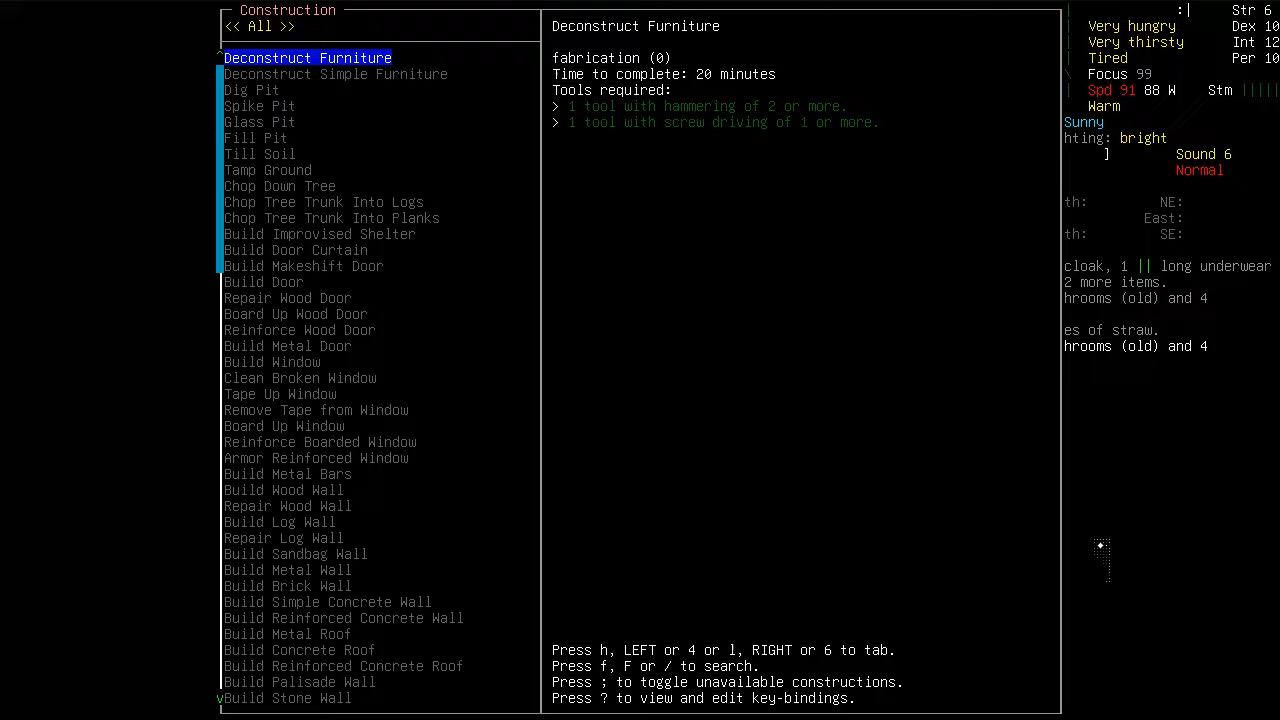 Construction
<< All >>
Deconstruct Furniture
Deconstruct Simple Furniture
Dig Pit
Spike Pit
Glass Pit
Fill Pit
Till Soil
Tamp Ground
Chop Down Tree
Chop Tree Trunk Into Logs
Chop Tree Trunk Into Planks
Build Improvised Shelter
Build Door Curtain
Build Makeshift Door
Build Door
Repair Wood Door
Board Up Wood Door
Reinforce Wood Door
Build Metal Door
Build Window
Clean Broken Window
Tape Up Window
Remove Tape from Window
Board Up Window
Reinforce Boarded Window
Armor Reinforced Window
Build Metal Bars
Build Wood Wall
Repair Wood Wall
Build Log Wall
Repair Log Wall
Build Sandbag Wall
Build Metal Wall
Build Brick Wall
Build Simple Concrete Wall
Build Reinforced Concrete Wall
Build Metal Roof
Build Concrete Roof
Build Reinforced Concrete Roof
Build Palisade Wall
Build Stone Wall
Deconstruct Furniture
fabrication (0)
Time to complete: 20 minutes
Tools required:
> 1 tool with hammering of 2 or more.
> 1 tool with screw driving of 1 or more.
Press h, LEFT or 4 or l, RIGHT or 6 to tab.
Press f, F or / to search.
Press ; to toggle unavailable constructions.
Press ? to view and edit key-bindings.
:| Str 6
Very hungry Dex 10
Very thirsty Int 12
Tired Per 10
Focus 99
Spd 91 88 W Stm |||||
Warm
Sunny
hting: bright
] Sound 6
Normal
th: NE:
East:
th: SE:
cloak, 1 || long underwear
2 more items.
hrooms (old) and 4
es of straw.
hrooms (old) and 4